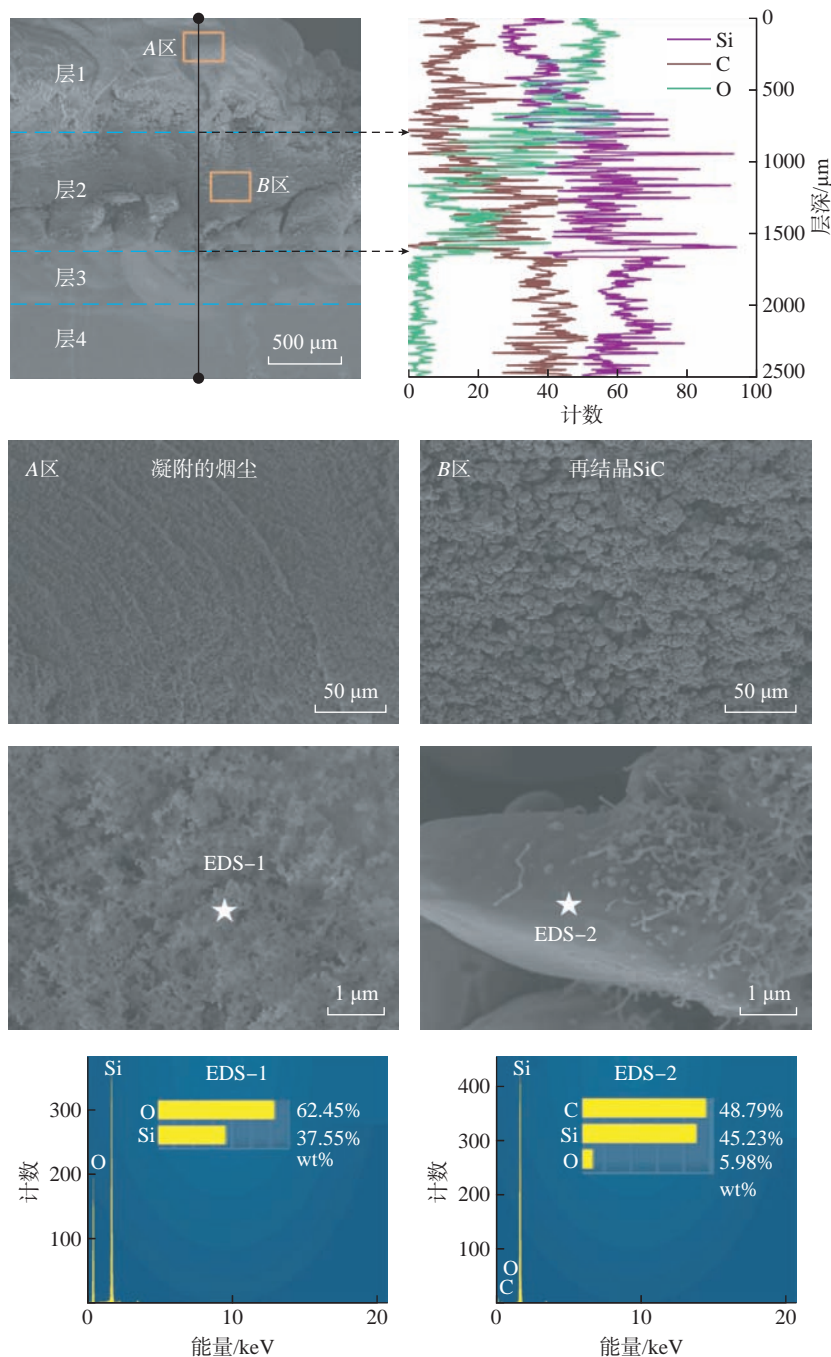 A区
层1
层2
B区
层3
层4
500 μm
Si
C
O
0
500
1000
1500
2000
2500
层深/μm
0 20 40 60 80 100
计数
A区 凝附的烟尘
50 μm
B区 再结晶SiC
50 μm
EDS-1
1 μm
EDS-2
1 μm
Si
EDS-1
O 62.45%
Si 37.55%
wt%
O
300
200
100
计数
0 10 20
能量/keV
Si
EDS-2
C 48.79%
Si 45.23%
O 5.98%
wt%
400
300
200
100
O
C
计数
0 10 20
能量/keV